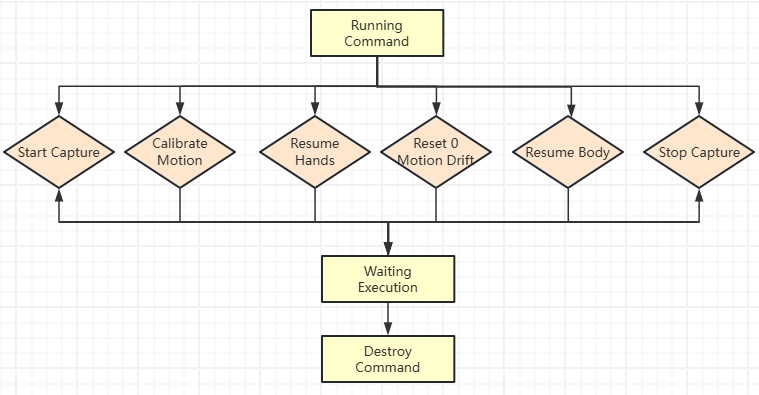 Running
Command
Start Capture
Calibrate
Motion
Resume
Hands
Reset 0
Motion Drift
Resume Body
Stop Capture
Waiting
Execution
Destroy
Command